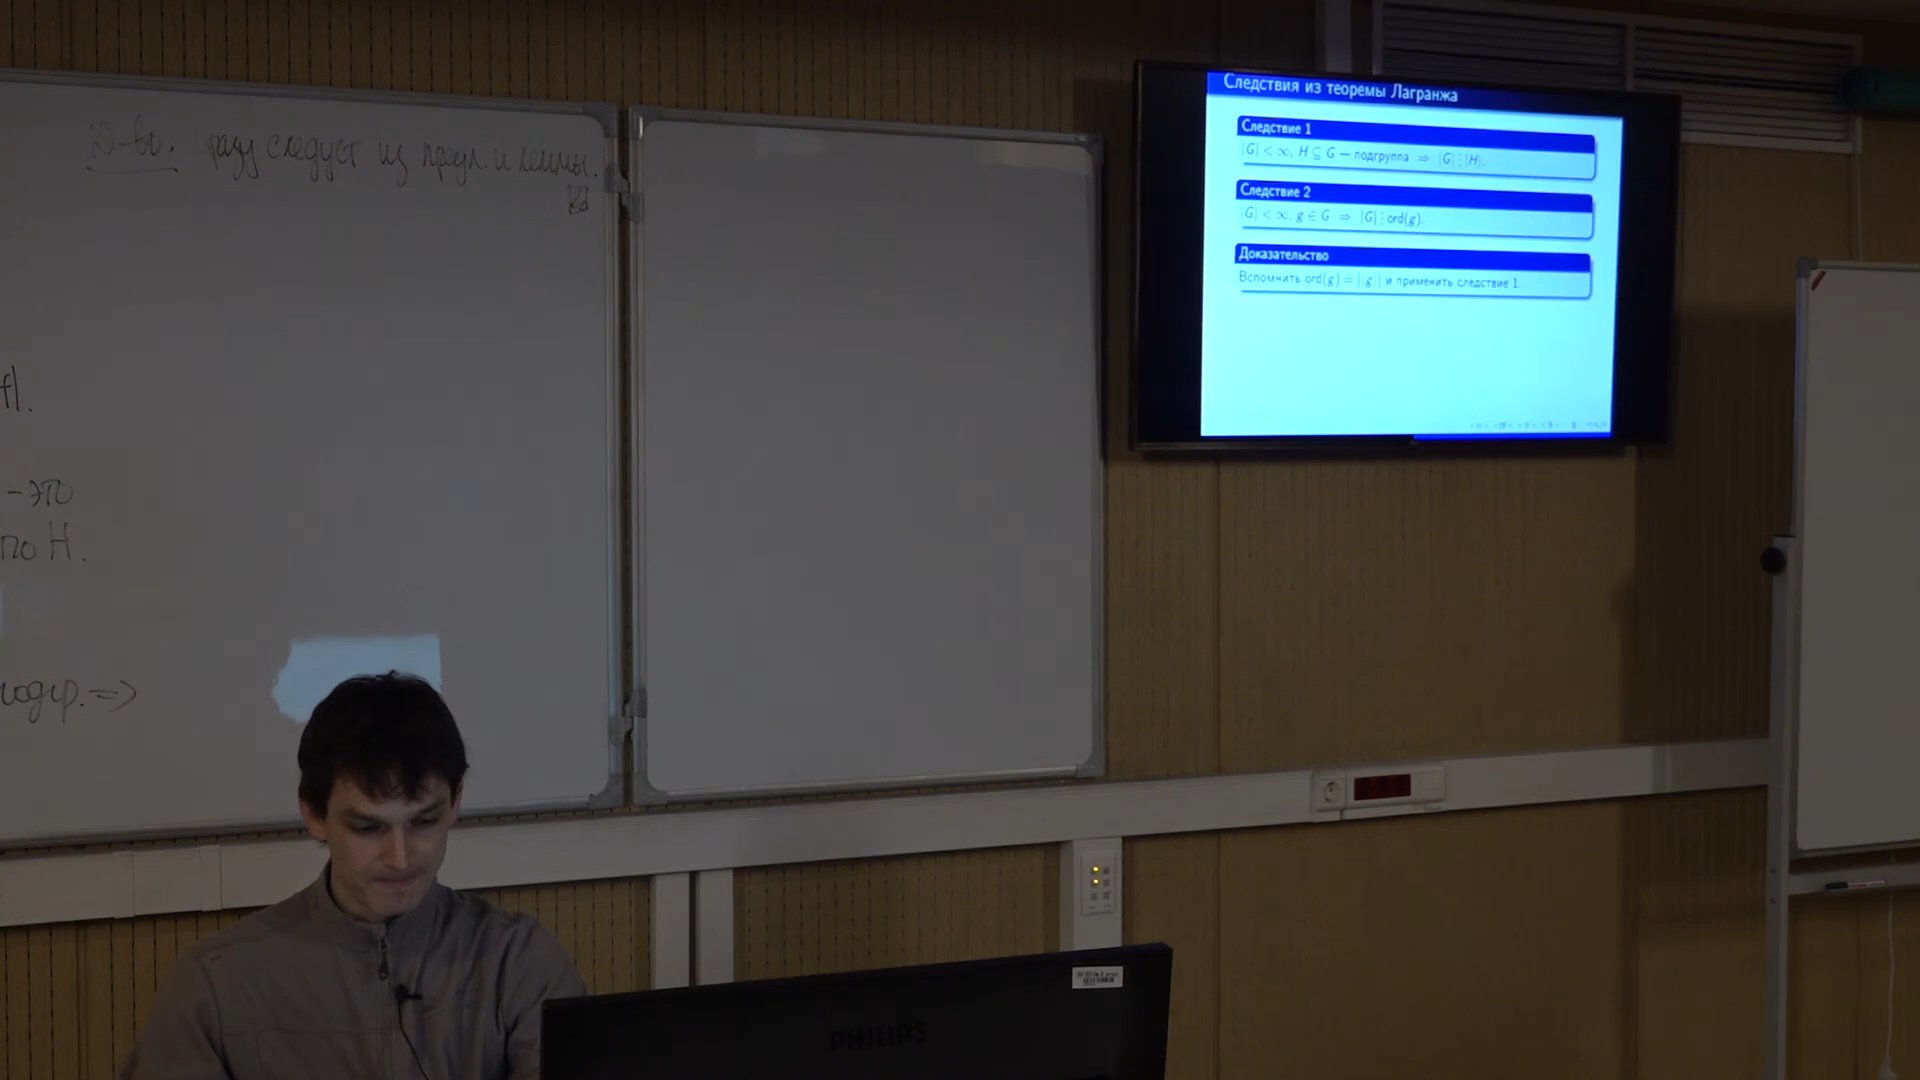 Д-во. сразу следует из предл. и леммы.
f|.
– это
по H.
подгр. =>
Следствия из теоремы Лагранжа
Следствие 1
|G| < ∞, H ⊆ G — подгруппа ⇒ |G| ⋮ |H|.
Следствие 2
|G| < ∞, g ∈ G ⇒ |G| ⋮ ord(g).
Доказательство
Вспомнить ord(g) = |⟨g⟩| и применить следствие 1.
PHILIPS